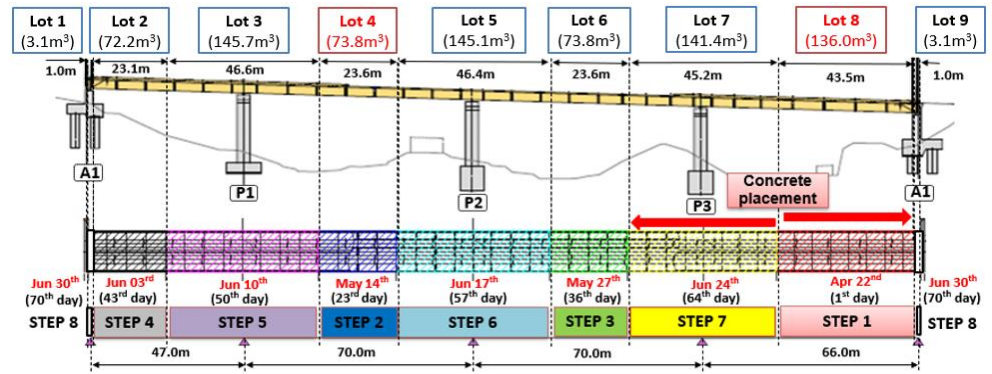 Lot 1
(3.1m³)
Lot 2
(72.2m³)
Lot 3
(145.7m³)
Lot 4
(73.8m³)
Lot 5
(145.1m³)
Lot 6
(73.8m³)
Lot 7
(141.4m³)
Lot 8
(136.0m³)
Lot 9
(3.1m³)
1.0m
23.1m
46.6m
23.6m
46.4m
23.6m
45.2m
43.5m
1.0m
A1
P1
P2
P3
A1
Concrete
placement
Jun 30th
(70th day)
Jun 03rd
(43rd day)
Jun 10th
(50th day)
May 14th
(23rd day)
Jun 17th
(57th day)
May 27th
(36th day)
Jun 24th
(64th day)
Apr 22nd
(1st day)
Jun 30th
(70th day)
STEP 8
STEP 4
STEP 5
STEP 2
STEP 6
STEP 3
STEP 7
STEP 1
STEP 8
47.0m
70.0m
70.0m
66.0m